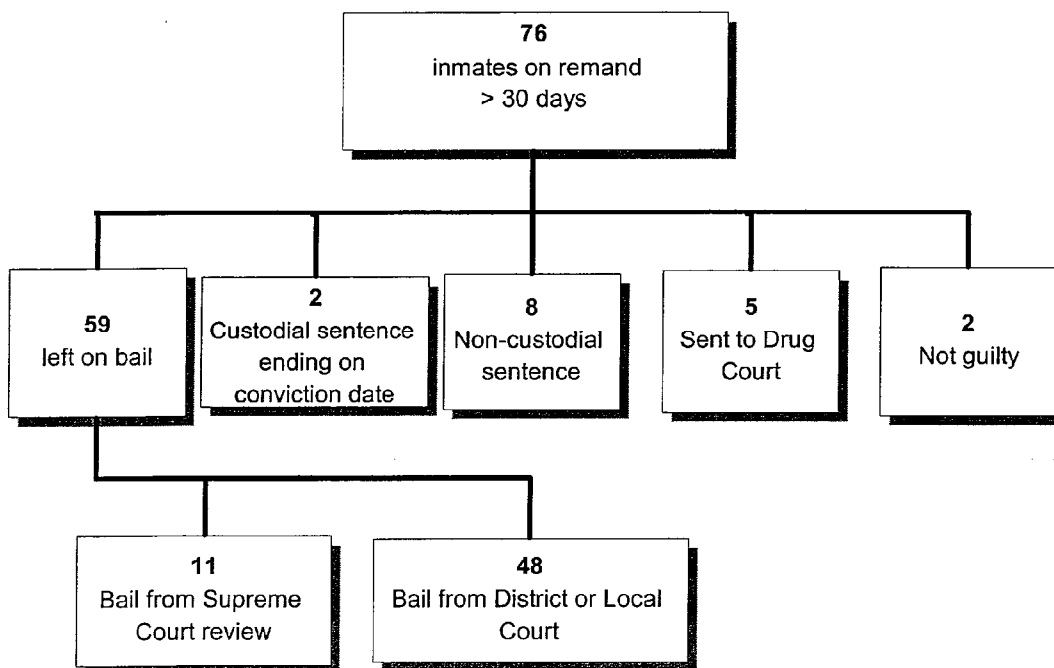 76
inmates on remand
> 30 days
59
left on bail
2
Custodial sentence
ending on
conviction date
8
Non-custodial
sentence
5
Sent to Drug
Court
2
Not guilty
11
Bail from Supreme
Court review
48
Bail from District or Local
Court